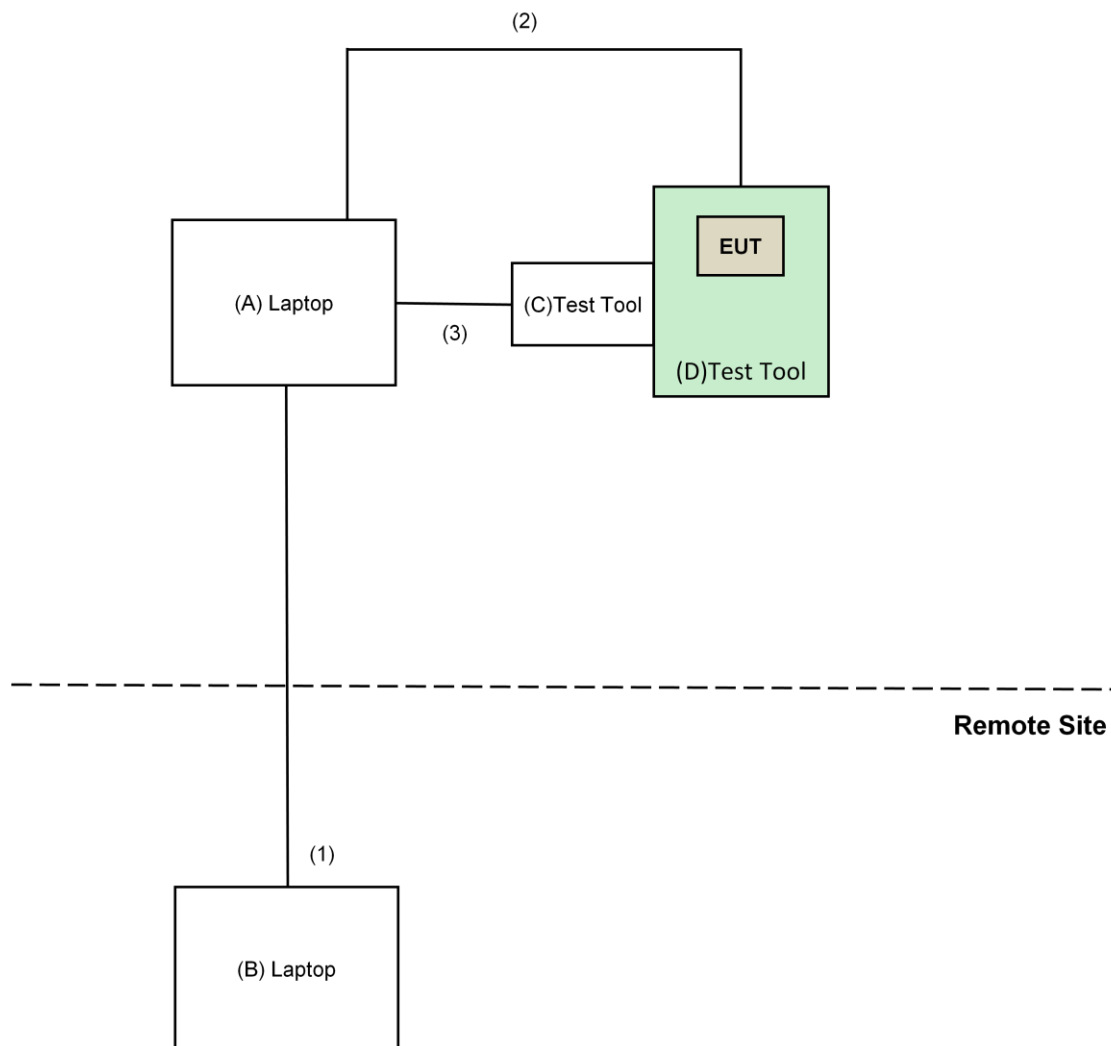 (2)
EUT
(A) Laptop
(C)Test Tool
(3)
(D)Test Tool
Remote Site
(1)
(B) Laptop